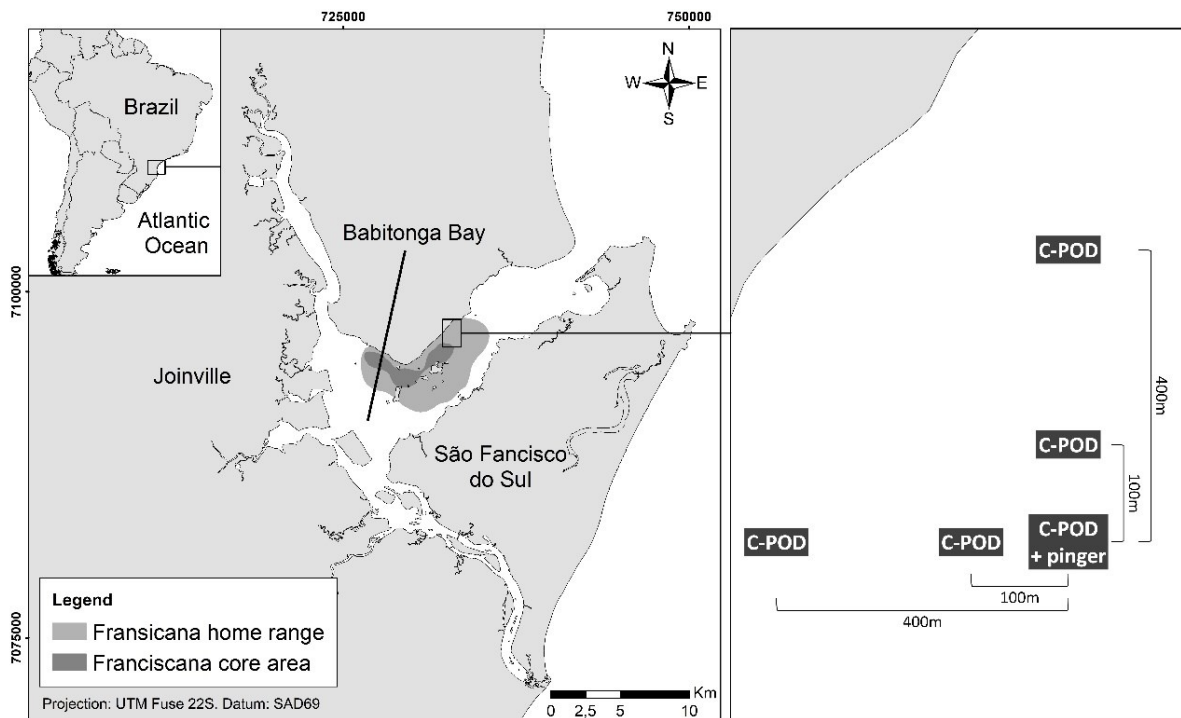 725000
750000
Brazil
Atlantic
Ocean
N
W
E
S
Babitonga Bay
7100000
Joinville
São Fancisco
do Sul
7075000
Legend
Fransicana home range
Franciscana core area
Projection: UTM Fuse 22S. Datum: SAD69
Km
0
2,5
5
10
C-POD
400m
C-POD
100m
C-POD
C-POD
C-POD
+ pinger
100m
400m